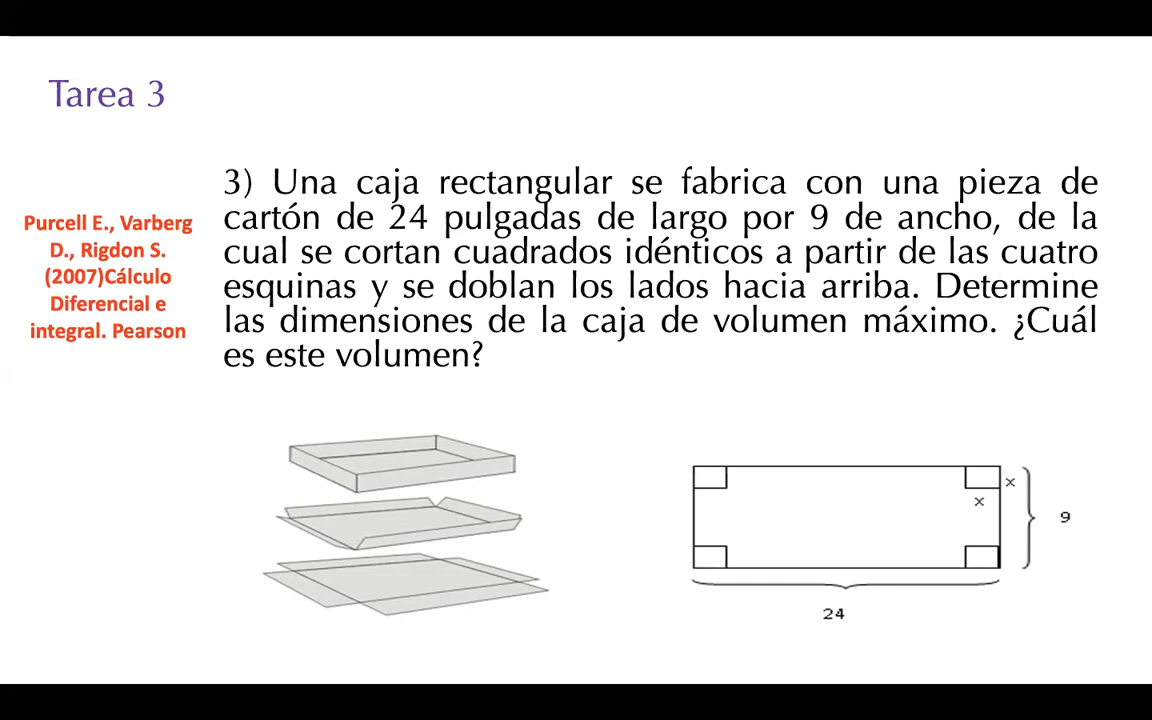 Tarea 3
3) Una caja rectangular se fabrica con una pieza de
cartón de 24 pulgadas de largo por 9 de ancho, de la
cual se cortan cuadrados idénticos a partir de las cuatro
esquinas y se doblan los lados hacia arriba. Determine
las dimensiones de la caja de volumen máximo. ¿Cuál
es este volumen?
Purcell E., Varberg
D., Rigdon S.
(2007)Cálculo
Diferencial e
integral. Pearson
x
x
9
24